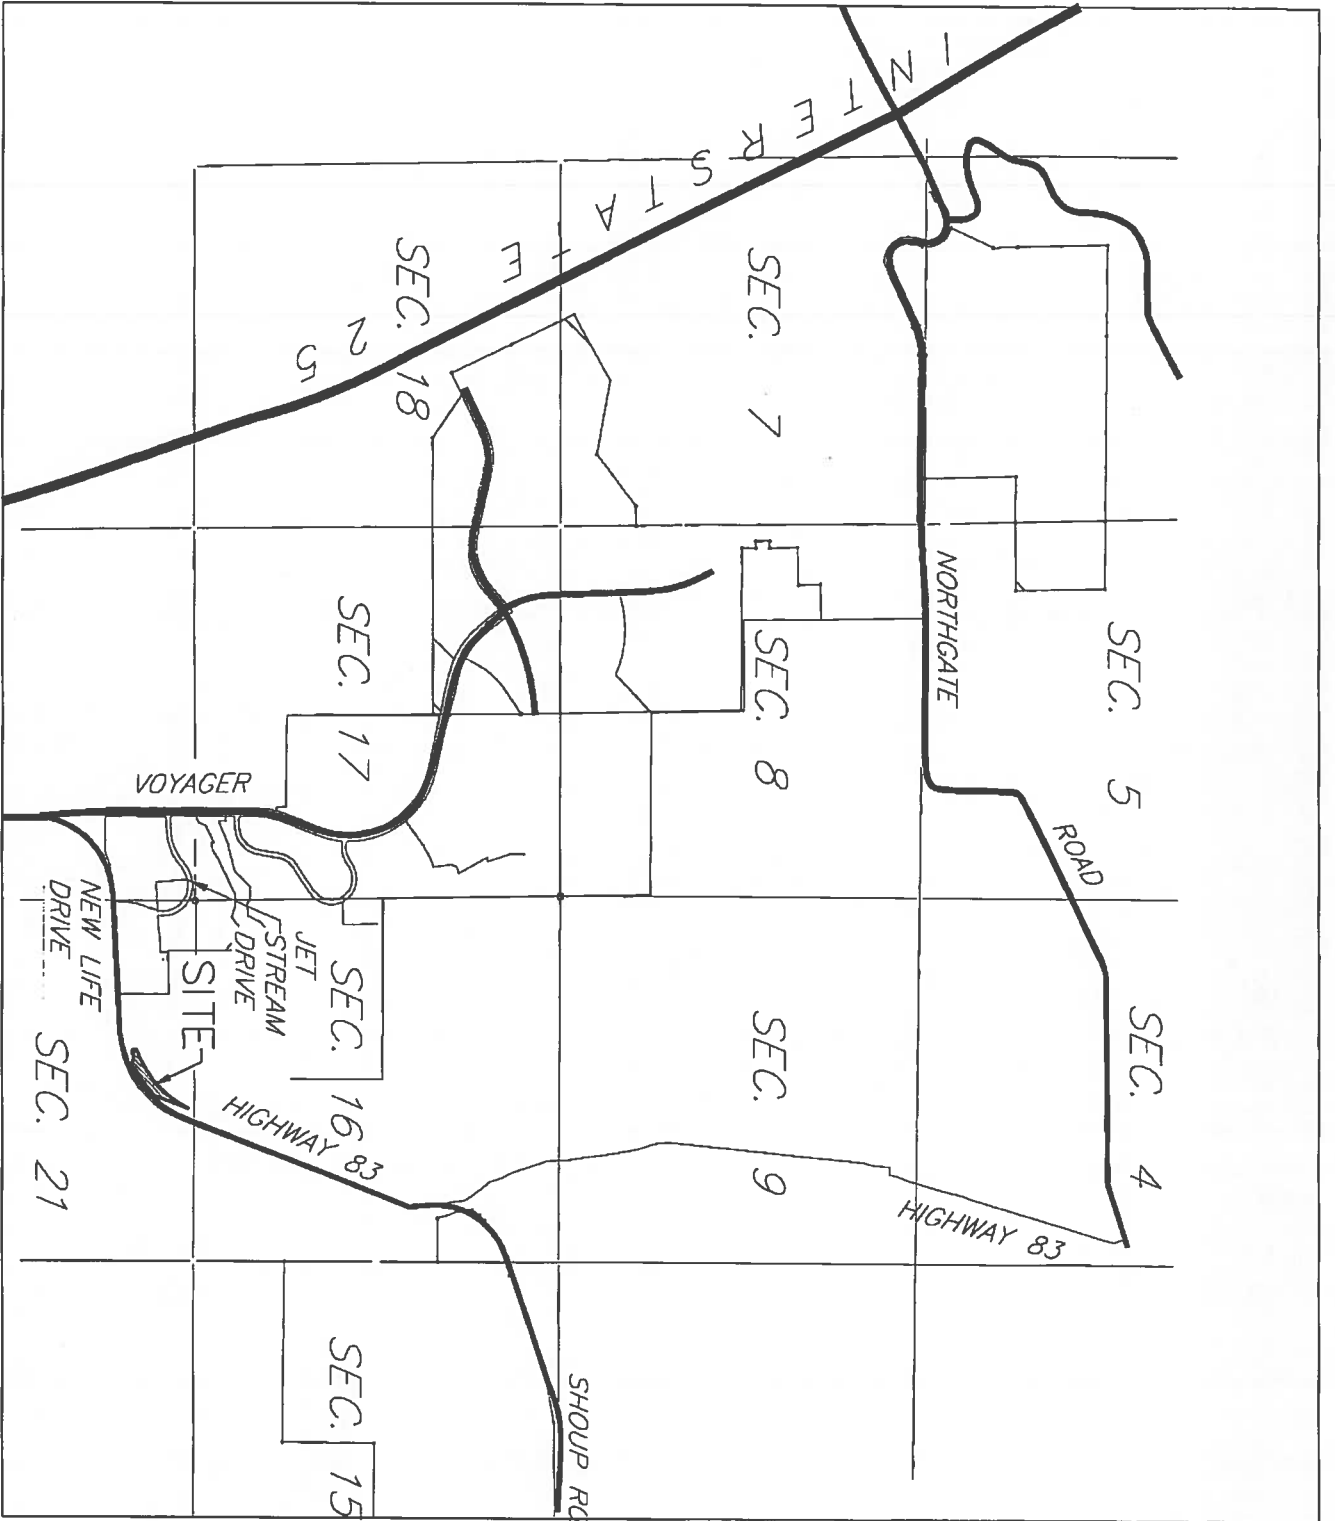 INTERSTATE 25
SEC. 5
SEC. 4
NORTHGATE
ROAD
SEC. 7
SEC. 8
SEC. 9
HIGHWAY 83
SEC. 18
SEC. 17
SEC. 16
SEC. 15
SHOUP RO
HIGHWAY 83
VOYAGER
JET
STREAM
DRIVE
SITE
NEW LIFE
DRIVE
SEC. 21